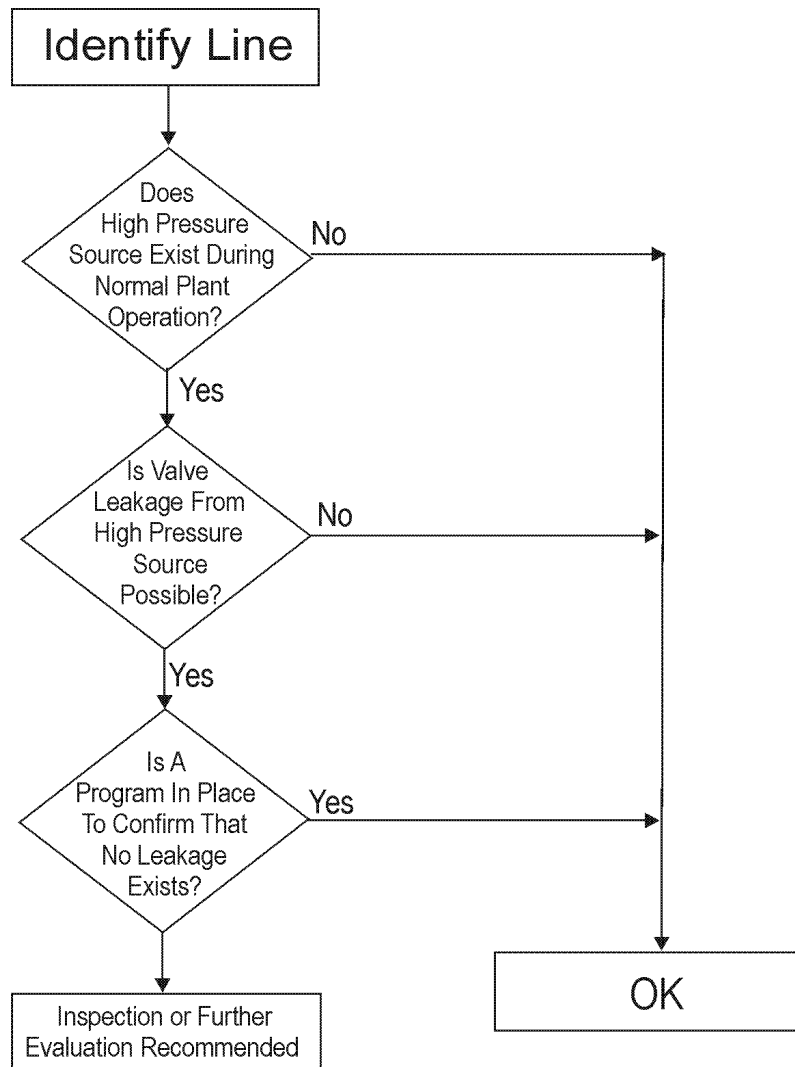 Identify Line
Does
High Pressure
Source Exist During
Normal Plant
Operation?
No
Yes
Is Valve
Leakage From
High Pressure
Source
Possible?
No
Yes
Is A
Program In Place
To Confirm That
No Leakage
Exists?
Yes
Inspection or Further
Evaluation Recommended
OK